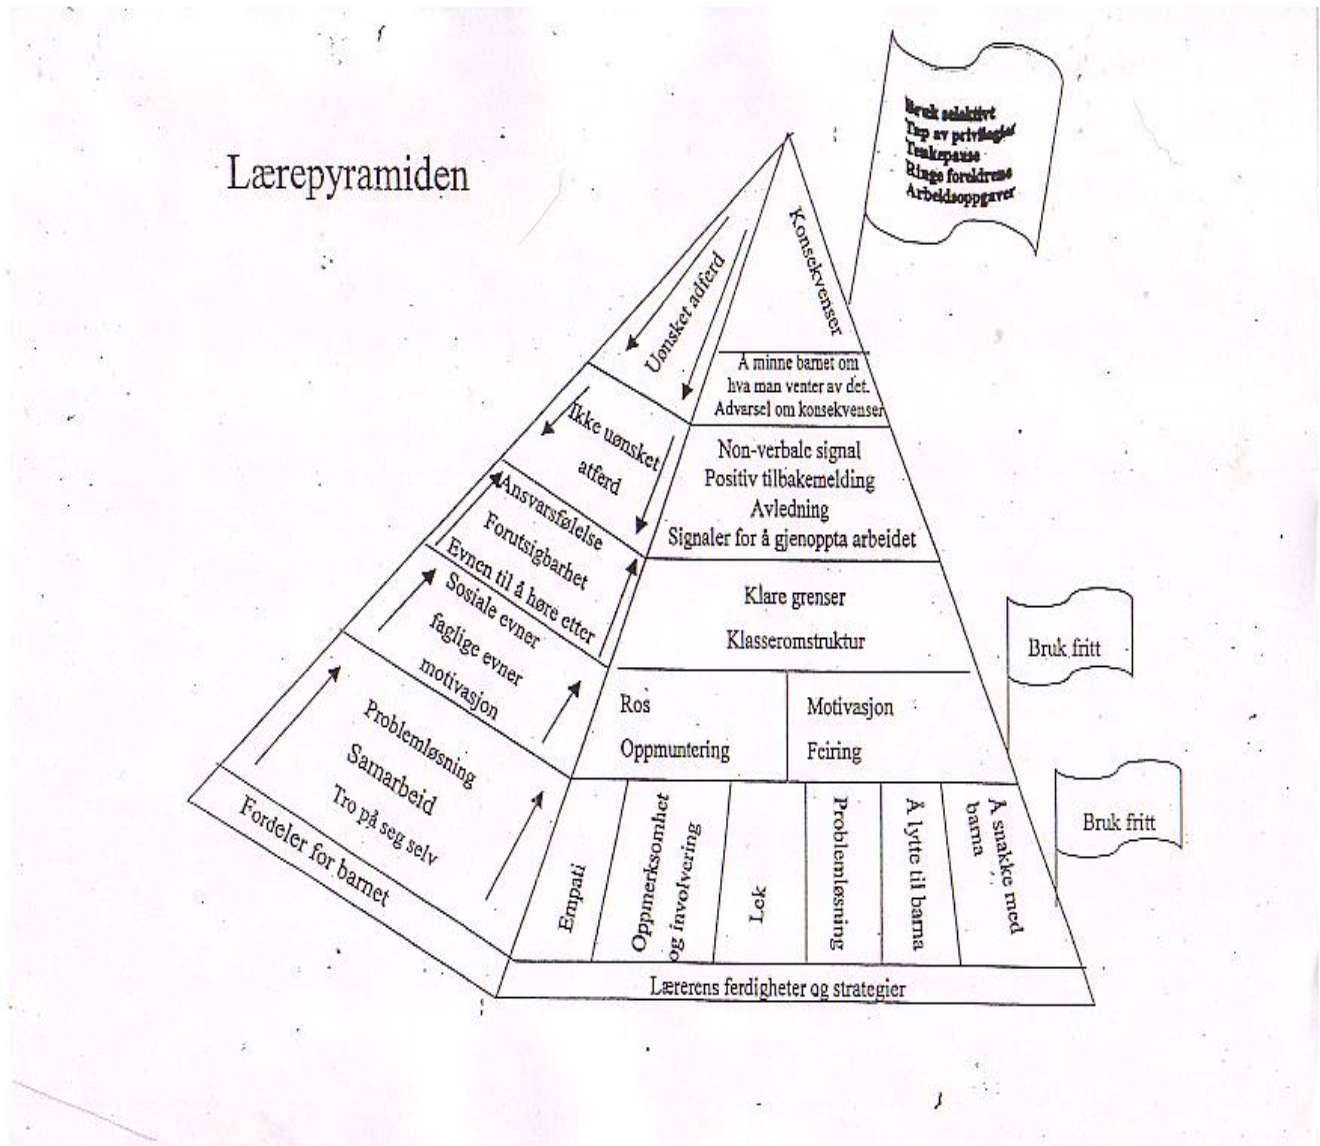 Lærepyramiden
Bruk selektivt
Tap av privilegier
Tenkepause
Ringe foreldrene
Arbeidsoppgaver
Konsekvenser
Uønsket adferd
Å minne barnet om
hva man venter av det.
Advarsel om konsekvenser
Ikke uønsket
atferd
Non-verbale signal
Positiv tilbakemelding
Avledning
Signaler for å gjenoppta arbeidet
Ansvarsfølelse
Forutsigbarhet
Evnen til å høre etter
Klare grenser
Klasseromstruktur
Bruk fritt
Sosiale evner
faglige evner
motivasjon
Ros
Oppmuntering
Motivasjon
Feiring
Problemløsning
Samarbeid
Tro på seg selv
Empati
Oppmerksomhet
og involvering
Lek
Problemløsning
Å lytte til barna
Å snakke med
barna
Bruk fritt
Fordeler for barnet
Lærerens ferdigheter og strategier